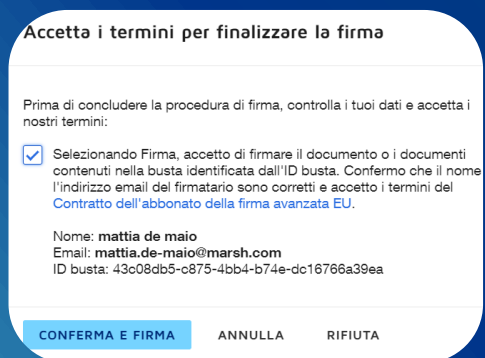 Accetta i termini per finalizzare la firma
Prima di concludere la procedura di firma, controlla i tuoi dati e accetta i
nostri termini:
Selezionando Firma, accetto di firmare il documento o i documenti
contenuti nella busta identificata dall'ID busta. Confermo che il nome
l'indirizzo email del firmatario sono corretti e accetto i termini del
Contratto dell'abbonato della firma avanzata EU.
Nome: mattia de maio
Email: mattia.de-maio@marsh.com
ID busta: 43c08db5-c875-4bb4-b74e-dc16766a39ea
CONFERMA E FIRMA ANNULLA RIFIUTA